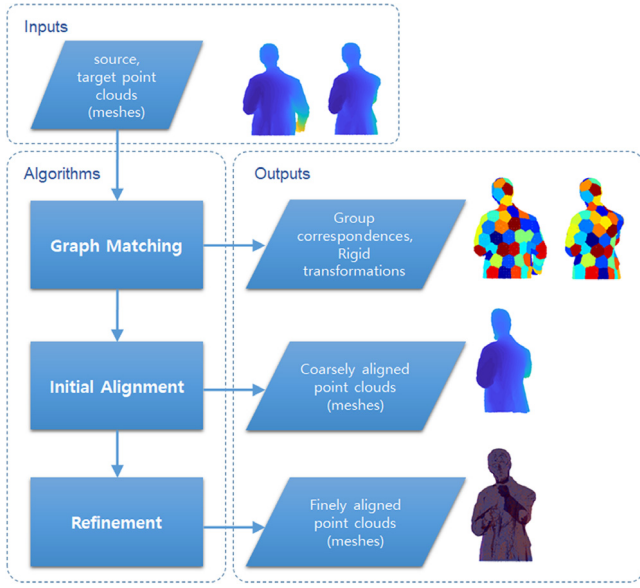 Inputs
source,
target point
clouds
(meshes)
Algorithms
Outputs
Graph Matching
Group
correspondences,
Rigid
transformations
Initial Alignment
Coarsely aligned
point clouds
(meshes)
Refinement
Finely aligned
point clouds
(meshes)